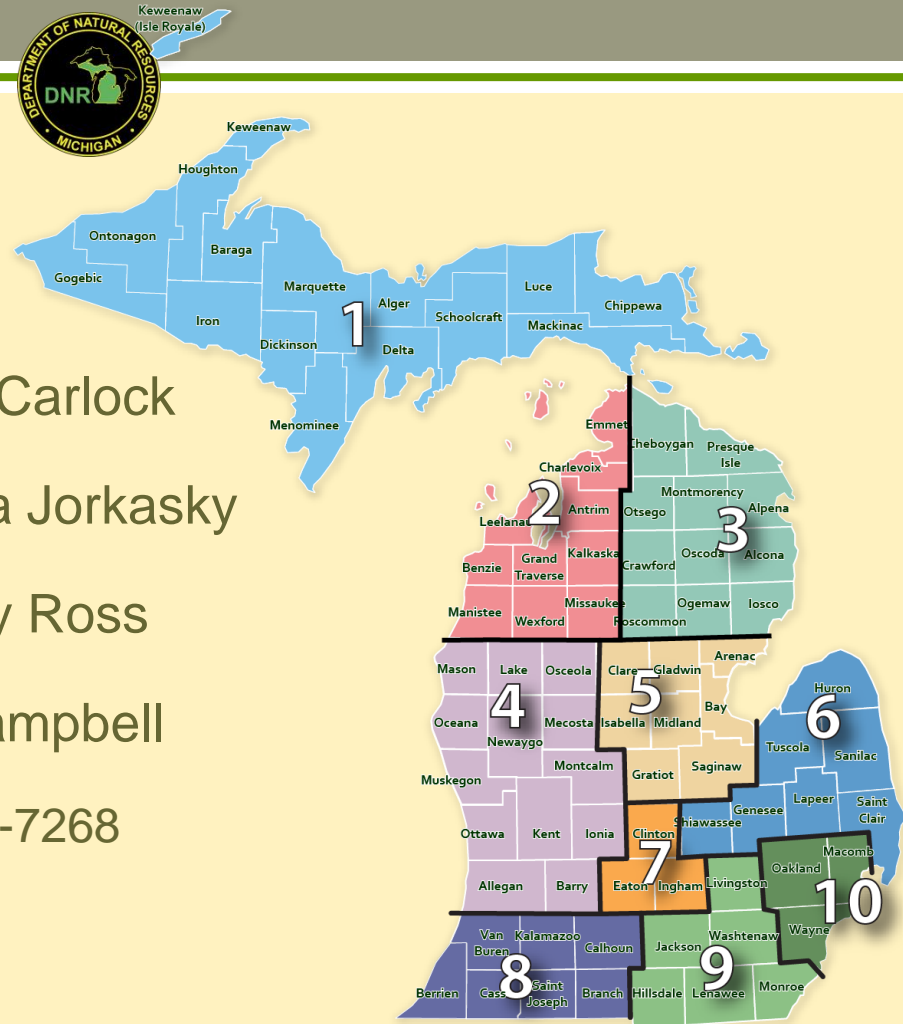 Keweenaw
(Isle Royale)
DEPARTMENT OF NATURAL RESOURCES
DNR
MICHIGAN
Keweenaw
Houghton
Ontonagon
Baraga
Gogebic
Marquette
Alger
Luce
Chippewa
Iron
Schoolcraft
Mackinac
1
Dickinson
Delta
Menominee
Carlock
a Jorkasky
y Ross
ampbell
-7268
Emmet
Charlevoix
2
Antrim
Leelanau
Benzie
Grand
Traverse
Kalkaska
Manistee
Wexford
Missaukee
Cheboygan
Presque
Isle
Montmorency
Otsego
3
Alpena
Crawford
Oscoda
Alcona
Roscommon
Ogemaw
Iosco
Mason
Lake
Osceola
4
Oceana
Newaygo
Mecosta
Montcalm
Muskegon
Ottawa
Kent
Ionia
Allegan
Barry
Clare
Gladwin
Arenac
5
Isabella
Midland
Bay
Gratiot
Saginaw
Huron
6
Tuscola
Sanilac
Shiawassee
Genesee
Lapeer
Saint
Clair
Clinton
7
Eaton
Ingham
Livingston
Oakland
Macomb
10
Wayne
Van
Buren
Kalamazoo
Calhoun
8
Berrien
Cass
Saint
Joseph
Branch
Jackson
Washtenaw
9
Hillsdale
Lenawee
Monroe